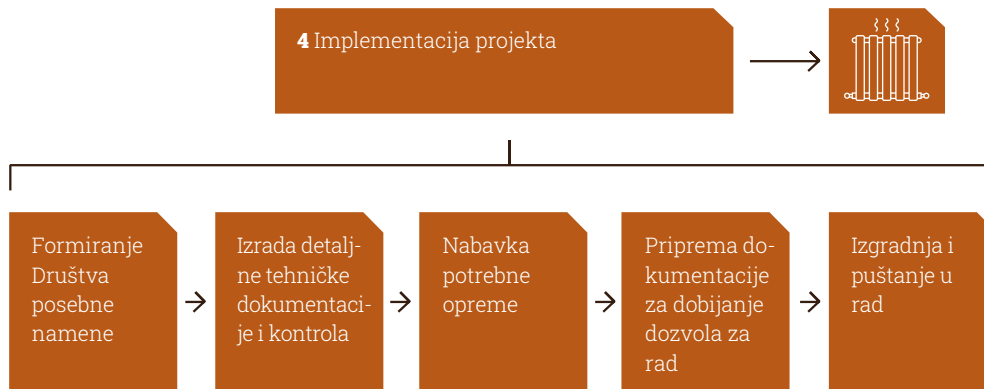 4 Implementacija projekta
Formiranje
Društva
posebne
namene
Izrada detalj-
ne tehničke
dokumentaci-
je i kontrola
Nabavka
potrebne
opreme
Priprema do-
kumentacije
za dobijanje
dozvola za
rad
Izgradnja i
puštanje u
rad